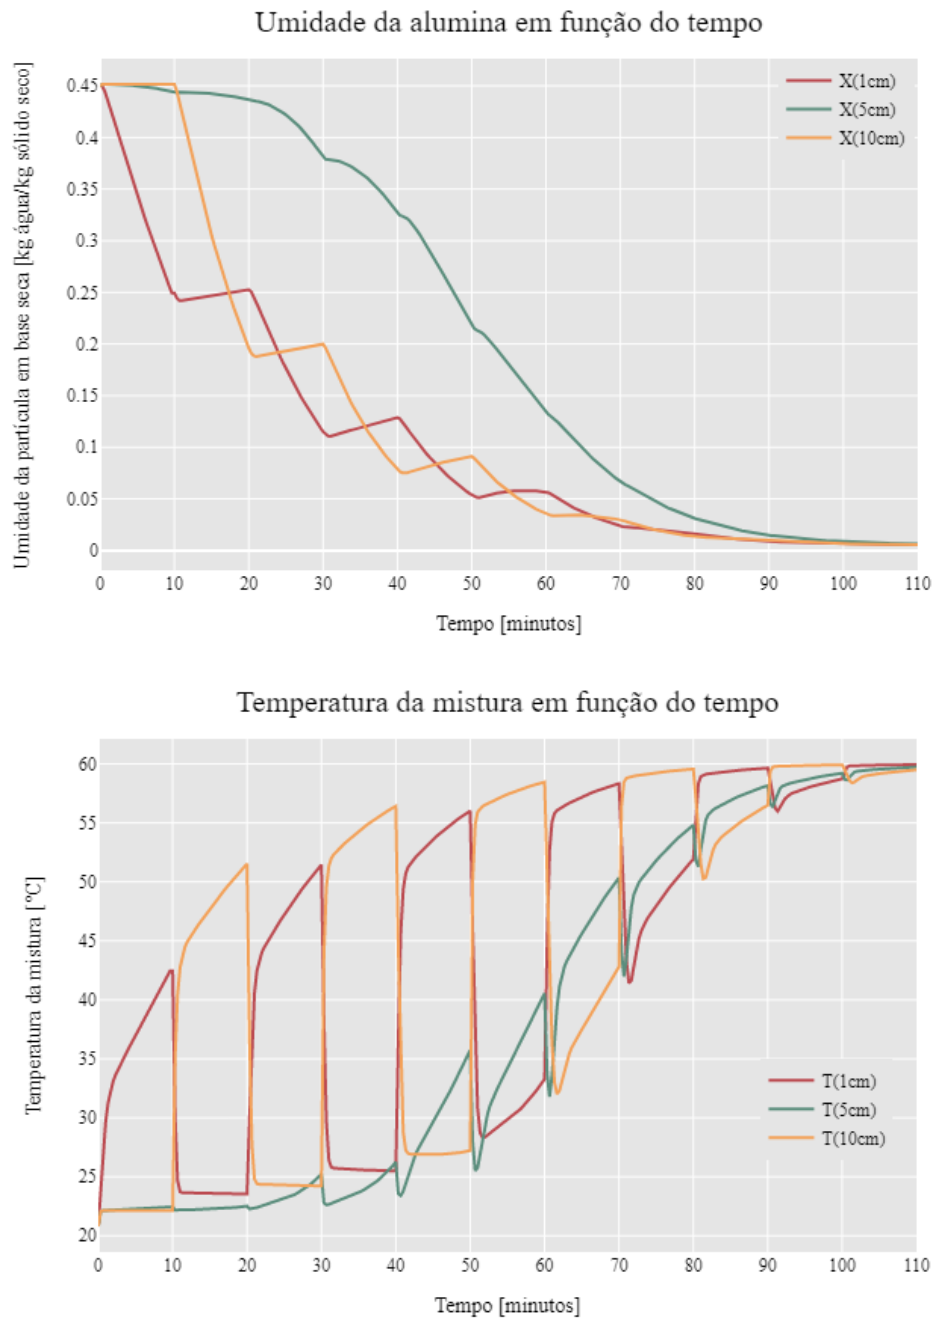 Umidade da alumina em função do tempo
Umidade da partícula em base seca [kg água/kg sólido seco]
0.45
0.4
0.35
0.3
0.25
0.2
0.15
0.1
0.05
0
X(1cm)
X(5cm)
X(10cm)
0 10 20 30 40 50 60 70 80 90 100 110
Tempo [minutos]
Temperatura da mistura em função do tempo
Temperatura da mistura [°C]
60
55
50
45
40
35
30
25
20
T(1cm)
T(5cm)
T(10cm)
0 10 20 30 40 50 60 70 80 90 100 110
Tempo [minutos]